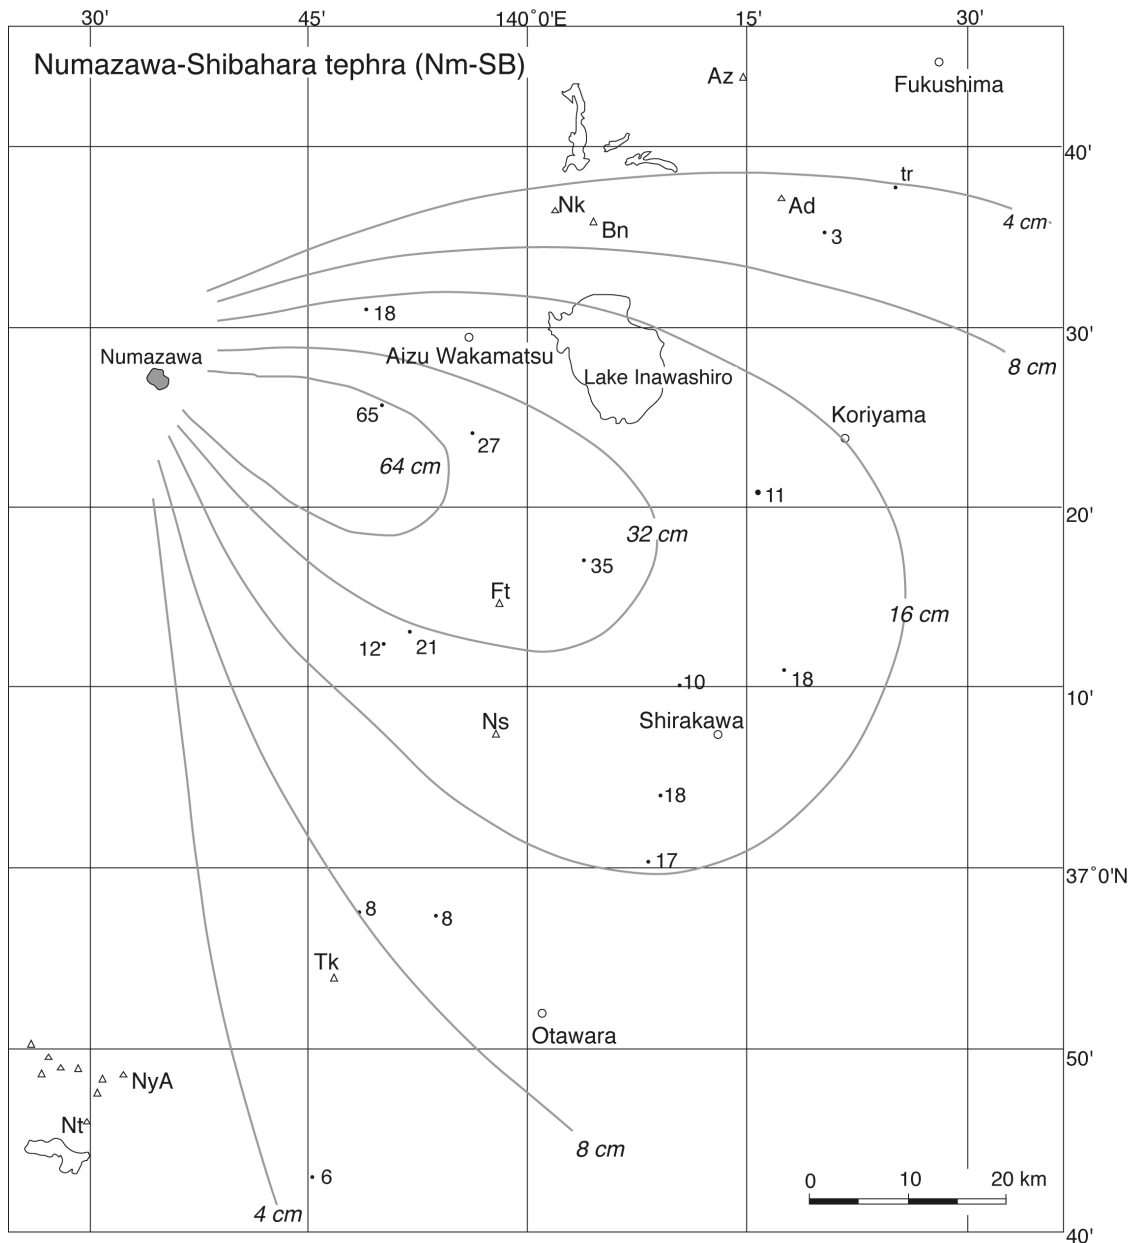 30'
45'
140°0'E
15'
30'
Numazawa-Shibahara tephra (Nm-SB)
Az
Fukushima
40'
tr
Nk
Ad
Bn
3
4 cm
18
30'
Numazawa
Aizu Wakamatsu
Lake Inawashiro
8 cm
65
Koriyama
27
64 cm
11
20'
32 cm
35
Ft
16 cm
12
21
10
18
10'
Ns
Shirakawa
18
17
37°0'N
8
8
Tk
Otawara
50'
NyA
Nt
8 cm
6
0 10 20 km
4 cm
40'